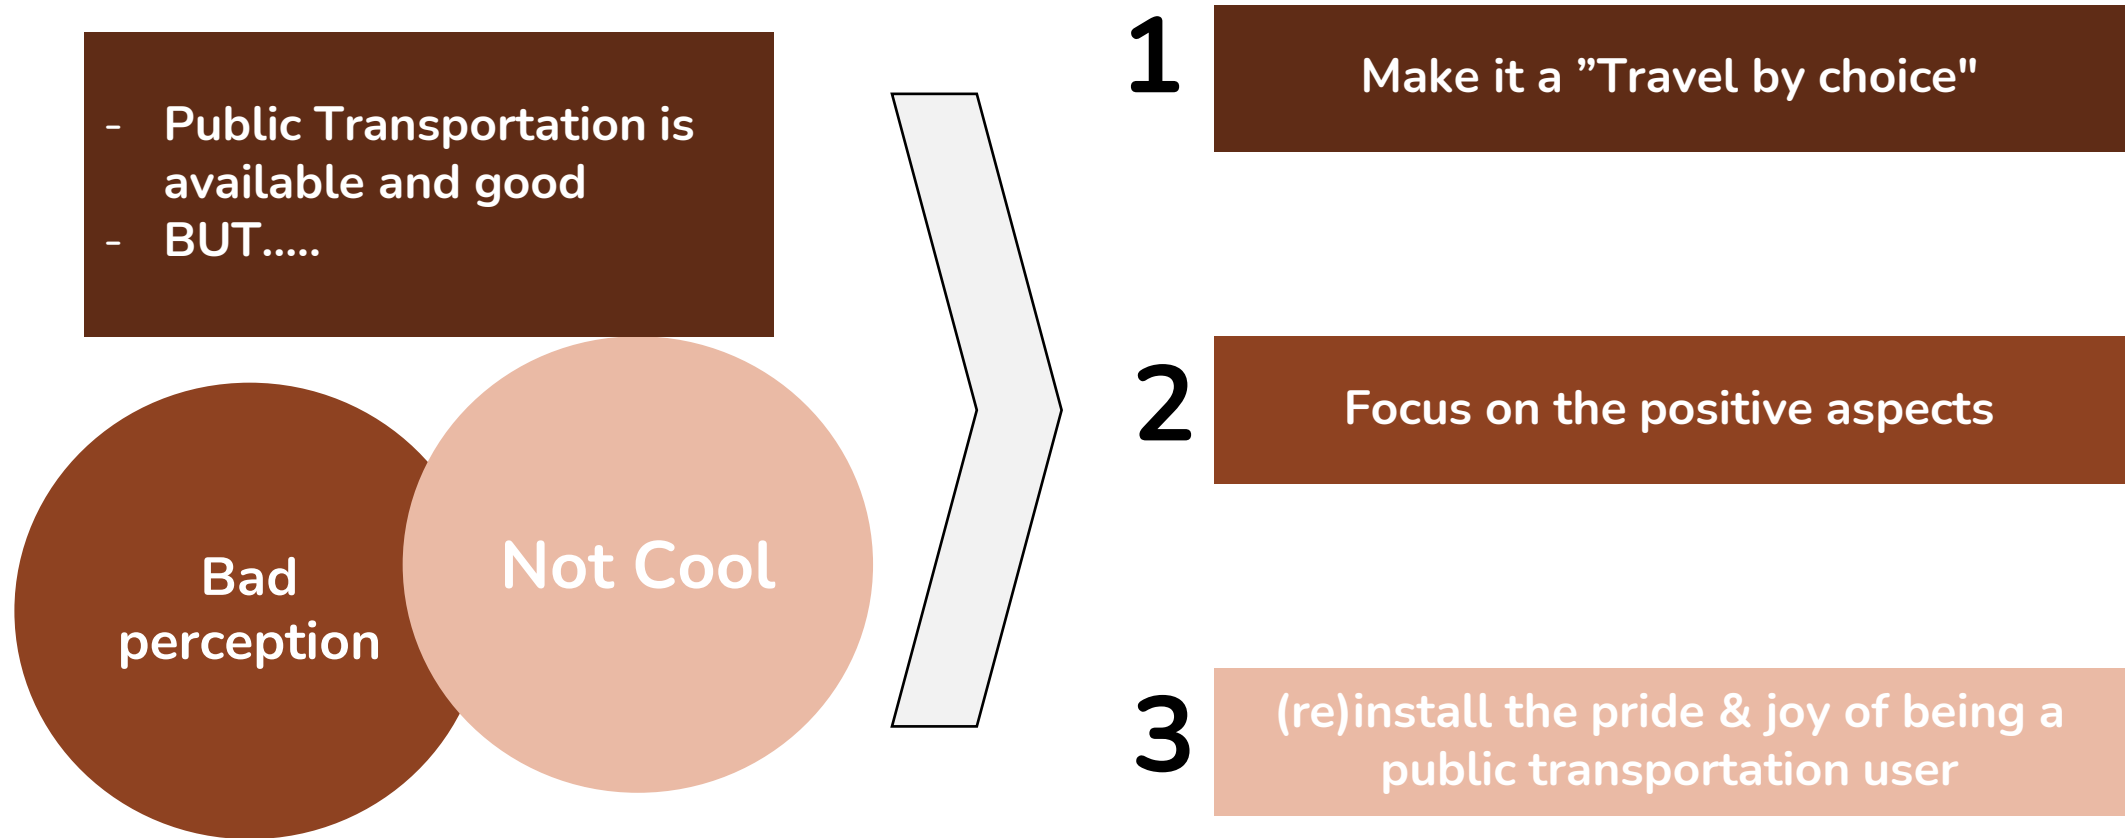 - Public Transportation is
available and good
- BUT.....
Bad
perception
Not Cool
1
Make it a ”Travel by choice"
2
Focus on the positive aspects
3
(re)install the pride & joy of being a
public transportation user